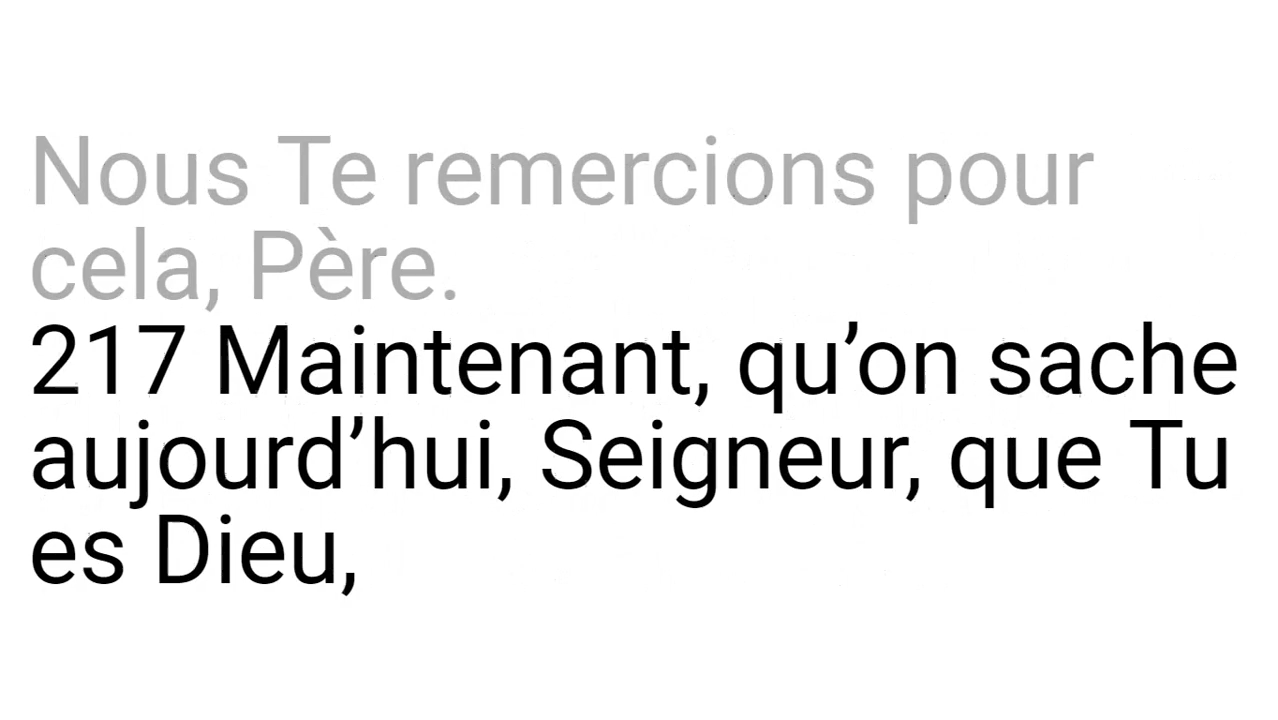 Nous Te remercions pour
cela, Père.
217 Maintenant, qu’on sache
aujourd’hui, Seigneur, que Tu
es Dieu,